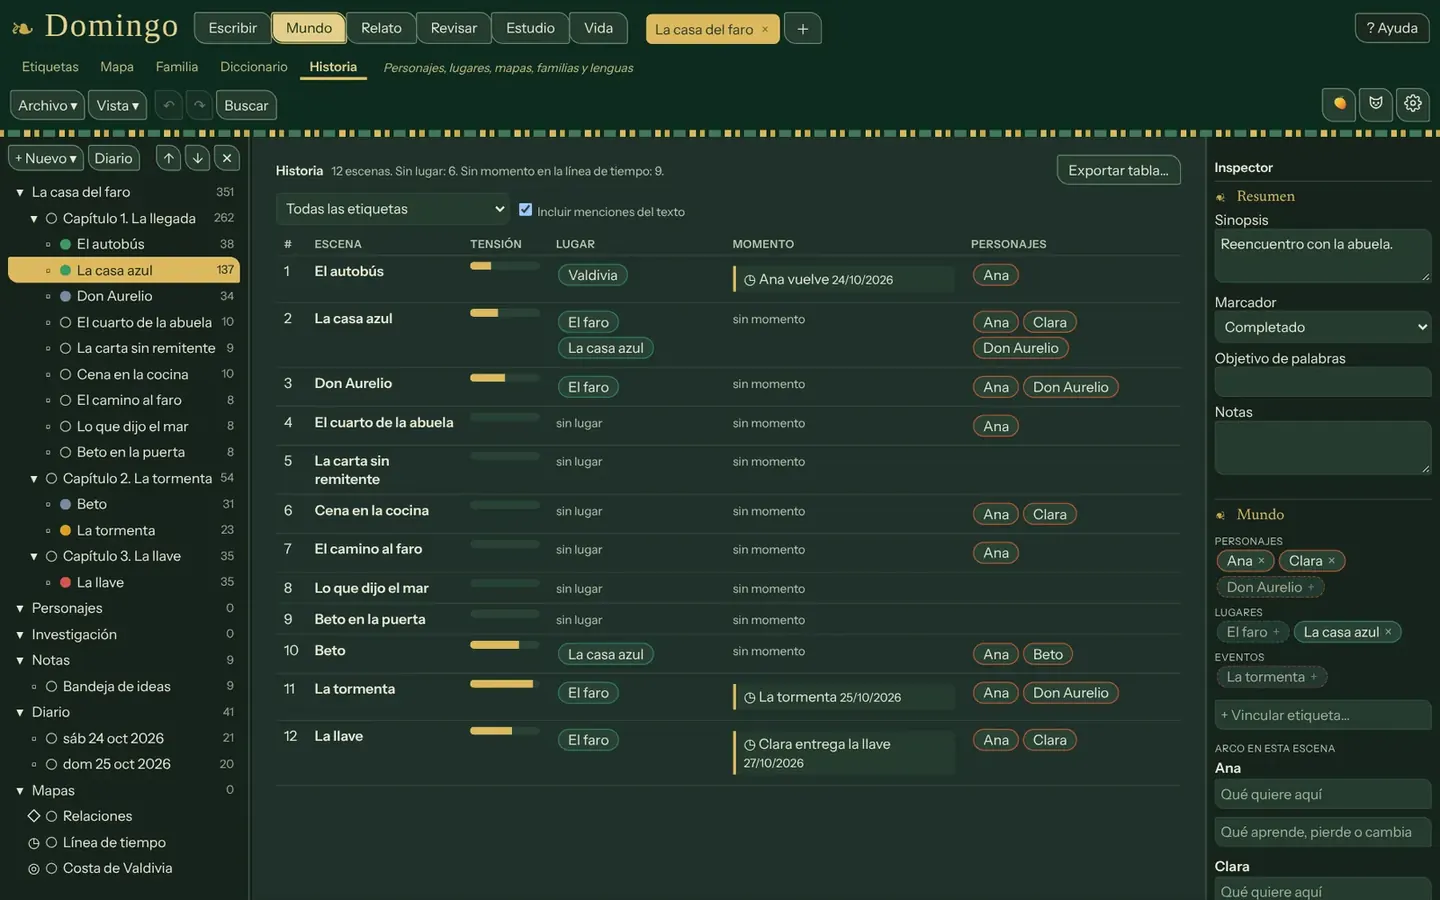 Domingo
Escribir
Mundo
Relato
Revisar
Estudio
Vida
La casa del faro ×
+
? Ayuda
Etiquetas
Mapa
Familia
Diccionario
Historia
Personajes, lugares, mapas, familias y lenguas
Archivo ▾
Vista ▾
↶
↷
Buscar
+ Nuevo ▾
Diario
↑
↓
✕
▼ La casa del faro 351
▼ Capítulo 1. La llegada 262
El autobús 38
La casa azul 137
Don Aurelio 34
El cuarto de la abuela 10
La carta sin remitente 9
Cena en la cocina 10
El camino al faro 8
Lo que dijo el mar 8
Beto en la puerta 8
▼ Capítulo 2. La tormenta 54
Beto 31
La tormenta 23
▼ Capítulo 3. La llave 35
La llave 35
▼ Personajes 0
▼ Investigación 0
▼ Notas 9
Bandeja de ideas 9
▼ Diario 41
sáb 24 oct 2026 21
dom 25 oct 2026 20
▼ Mapas 0
Relaciones
Línea de tiempo
Costa de Valdivia
Historia 12 escenas. Sin lugar: 6. Sin momento en la línea de tiempo: 9.
Exportar tabla...
Todas las etiquetas
Incluir menciones del texto
# ESCENA TENSIÓN LUGAR MOMENTO PERSONAJES
1 El autobús Valdivia Ana vuelve 24/10/2026 Ana
2 La casa azul El faro sin momento Ana Clara
La casa azul Don Aurelio
3 Don Aurelio El faro sin momento Ana Don Aurelio
4 El cuarto de la abuela sin lugar sin momento Ana
5 La carta sin sin lugar sin momento
remitente
6 Cena en la cocina sin lugar sin momento Ana Clara
7 El camino al faro sin lugar sin momento Ana
8 Lo que dijo el mar sin lugar sin momento
9 Beto en la puerta sin lugar sin momento
10 Beto La casa azul sin momento Ana Beto
11 La tormenta El faro La tormenta 25/10/2026 Ana Don Aurelio
12 La llave El faro Clara entrega la llave Ana Clara
27/10/2026
Inspector
Resumen
Sinopsis
Reencuentro con la abuela.
Marcador
Completado
Objetivo de palabras
Notas
Mundo
PERSONAJES
Ana × Clara ×
Don Aurelio +
LUGARES
El faro + La casa azul ×
EVENTOS
La tormenta +
+ Vincular etiqueta...
ARCO EN ESTA ESCENA
Ana
Qué quiere aquí
Qué aprende, pierde o cambia
Clara
Qué quiere aquí